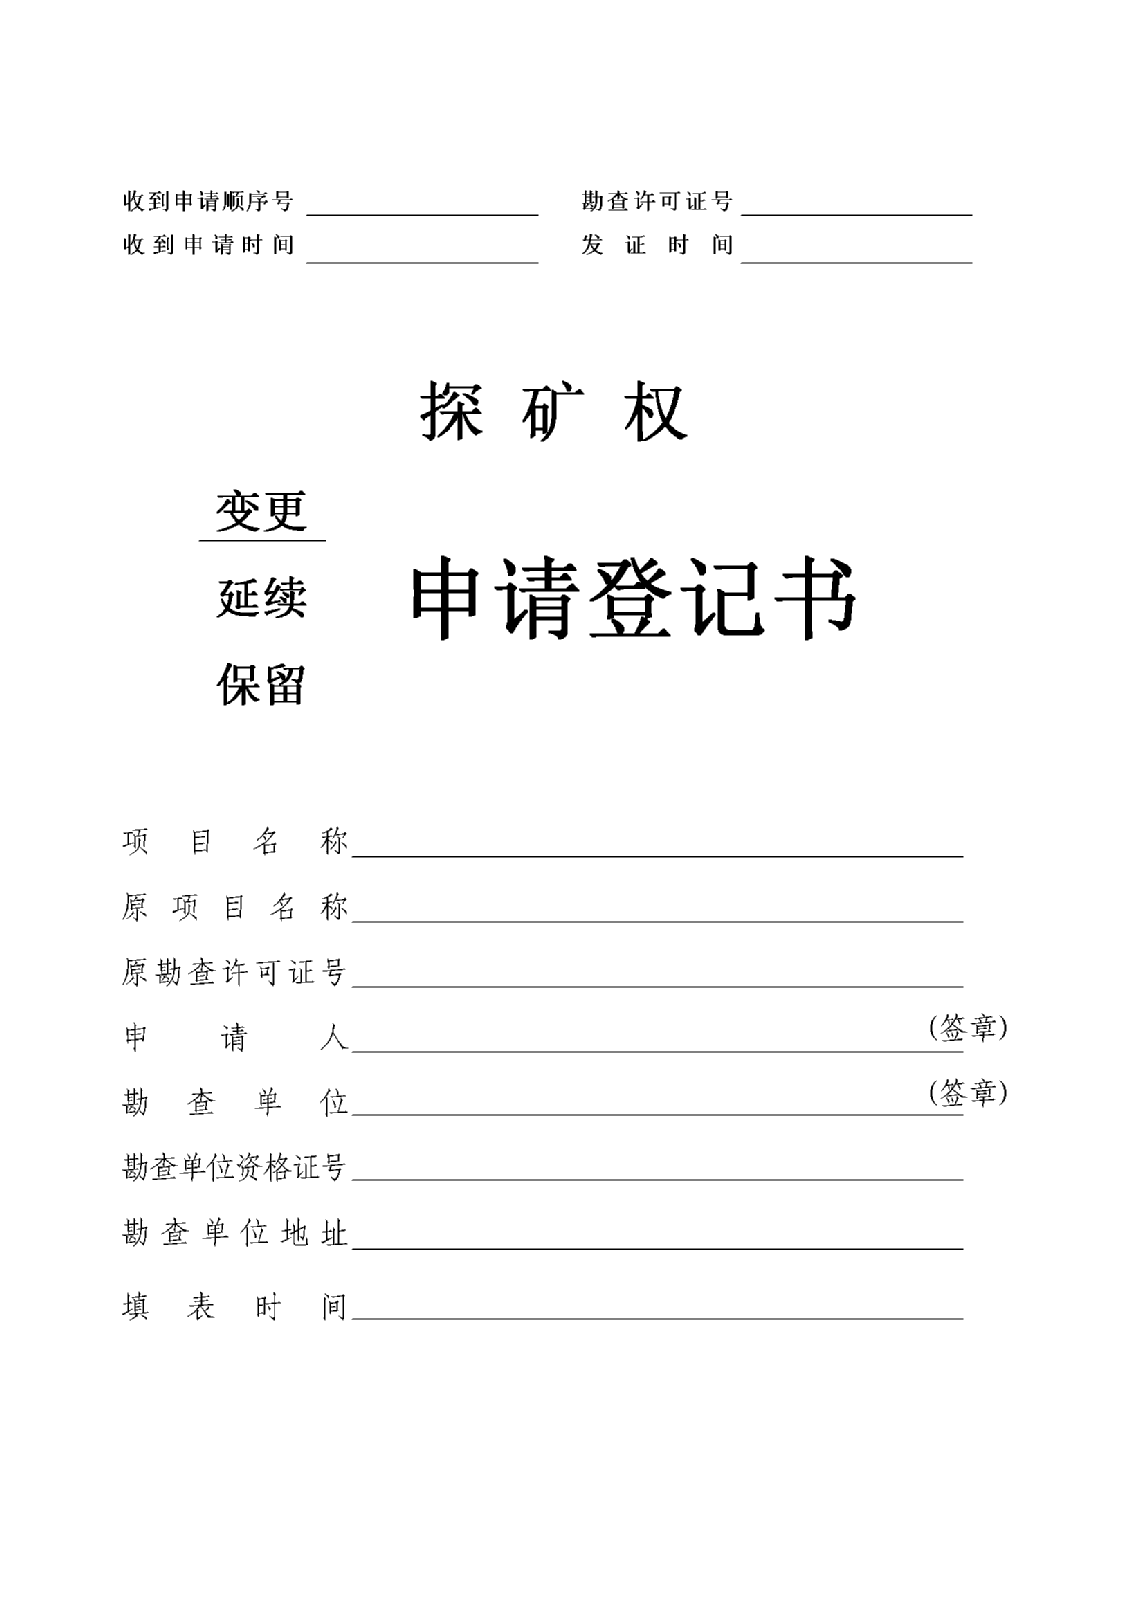 收到申请顺序号 勘查许可证号
收到申请时间 发证时间
探矿权
变更
延续
保留
申请登记书
项目名称
原项目名称
原勘查许可证号
申请人 (签章)
勘查单位 (签章)
勘查单位资格证号
勘查单位地址
填表时间